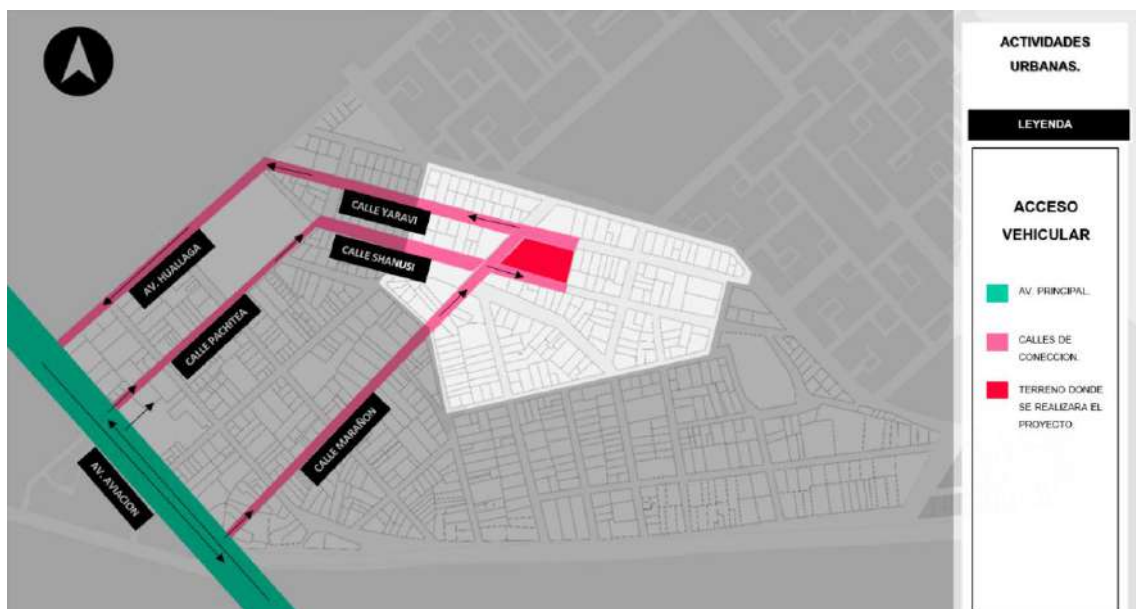 ACTIVIDADES
URBANAS.
LEYENDA
ACCESO
VEHICULAR
AV. PRINCIPAL.
CALLES DE
CONECCION.
TERRENO DONDE
SE REALIZARA EL
PROYECTO.
CALLE YARAVI
CALLE SHANUSI
AV. HUALLAGA
CALLE PACHITEA
CALLE MARAÑON
AV. AVIACION